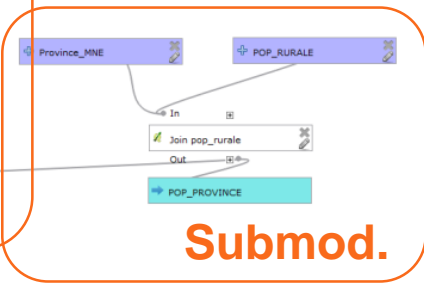 Province_MNE
POP_RURALE
In
Join pop_rurale
Out
POP_PROVINCE
Submod.